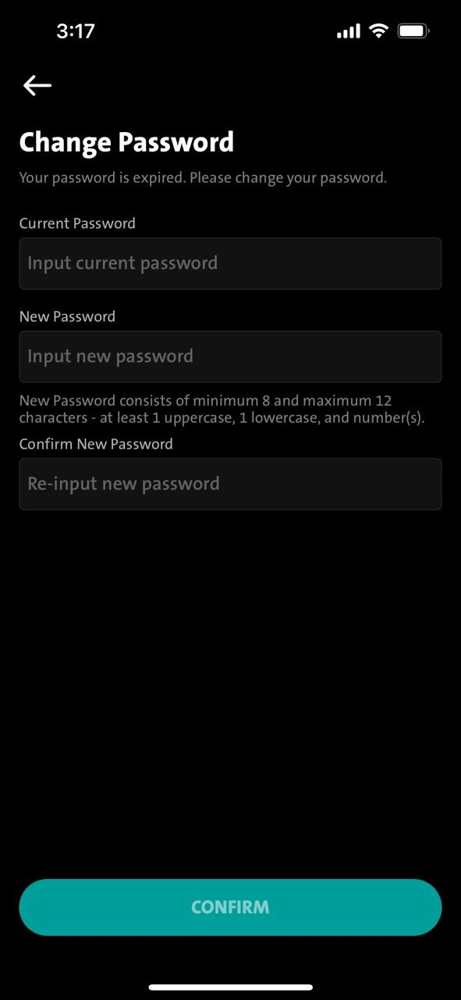 3:17
Change Password
Your password is expired. Please change your password.
Current Password
Input current password
New Password
Input new password
New Password consists of minimum 8 and maximum 12
characters - at least 1 uppercase, 1 lowercase, and number(s).
Confirm New Password
Re-input new password
CONFIRM